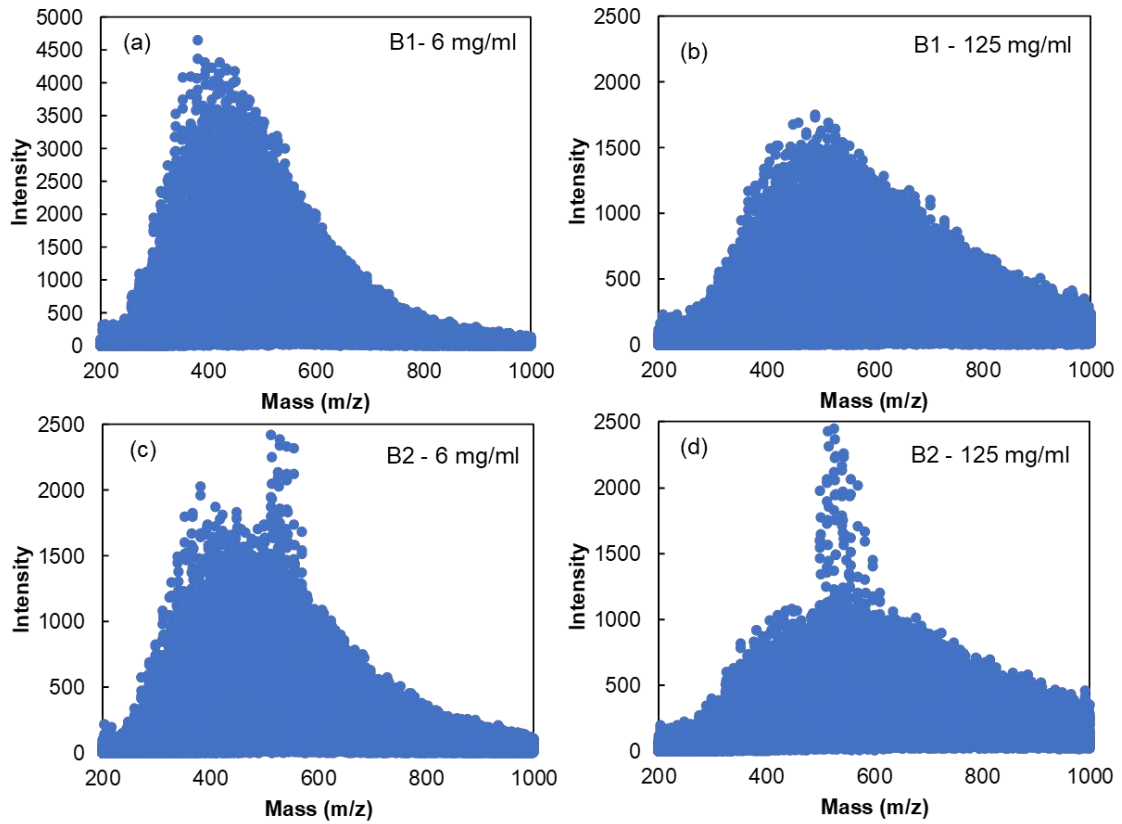 (a)
B1- 6 mg/ml
Intensity
5000
4500
4000
3500
3000
2500
2000
1500
1000
500
0
200 400 600 800 1000
Mass (m/z)
(b)
B1 - 125 mg/ml
Intensity
2500
2000
1500
1000
500
0
200 400 600 800 1000
Mass (m/z)
(c)
B2 - 6 mg/ml
Intensity
2500
2000
1500
1000
500
0
200 400 600 800 1000
Mass (m/z)
(d)
B2 - 125 mg/ml
Intensity
2500
2000
1500
1000
500
0
200 400 600 800 1000
Mass (m/z)